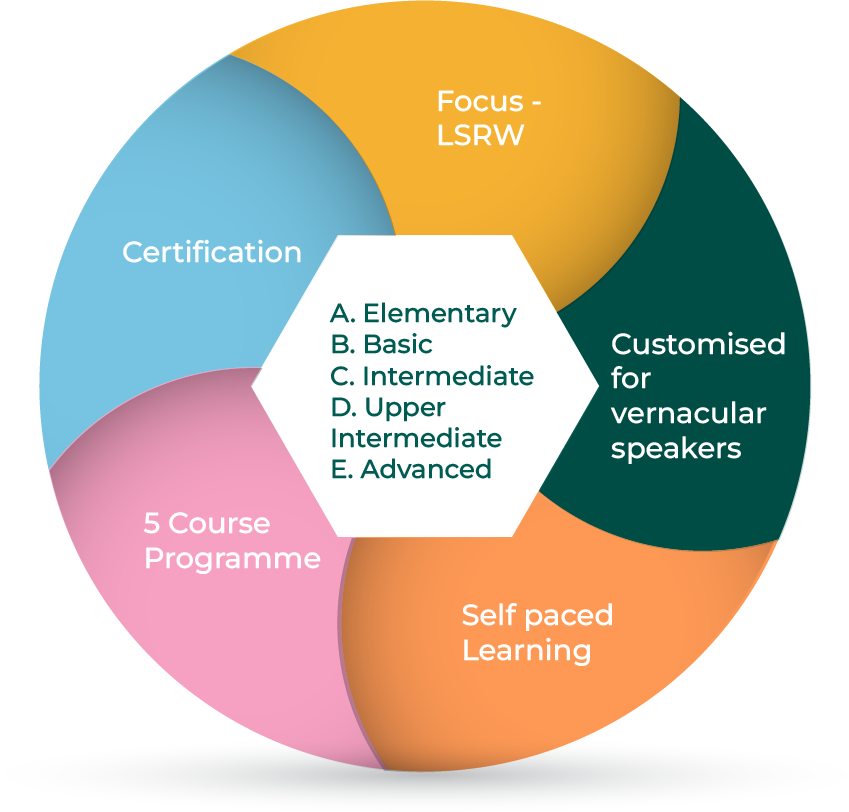 Focus -
LSRW
Certification
A. Elementary
B. Basic
C. Intermediate
D. Upper
Intermediate
E. Advanced
Customised
for
vernacular
speakers
5 Course
Programme
Self paced
Learning